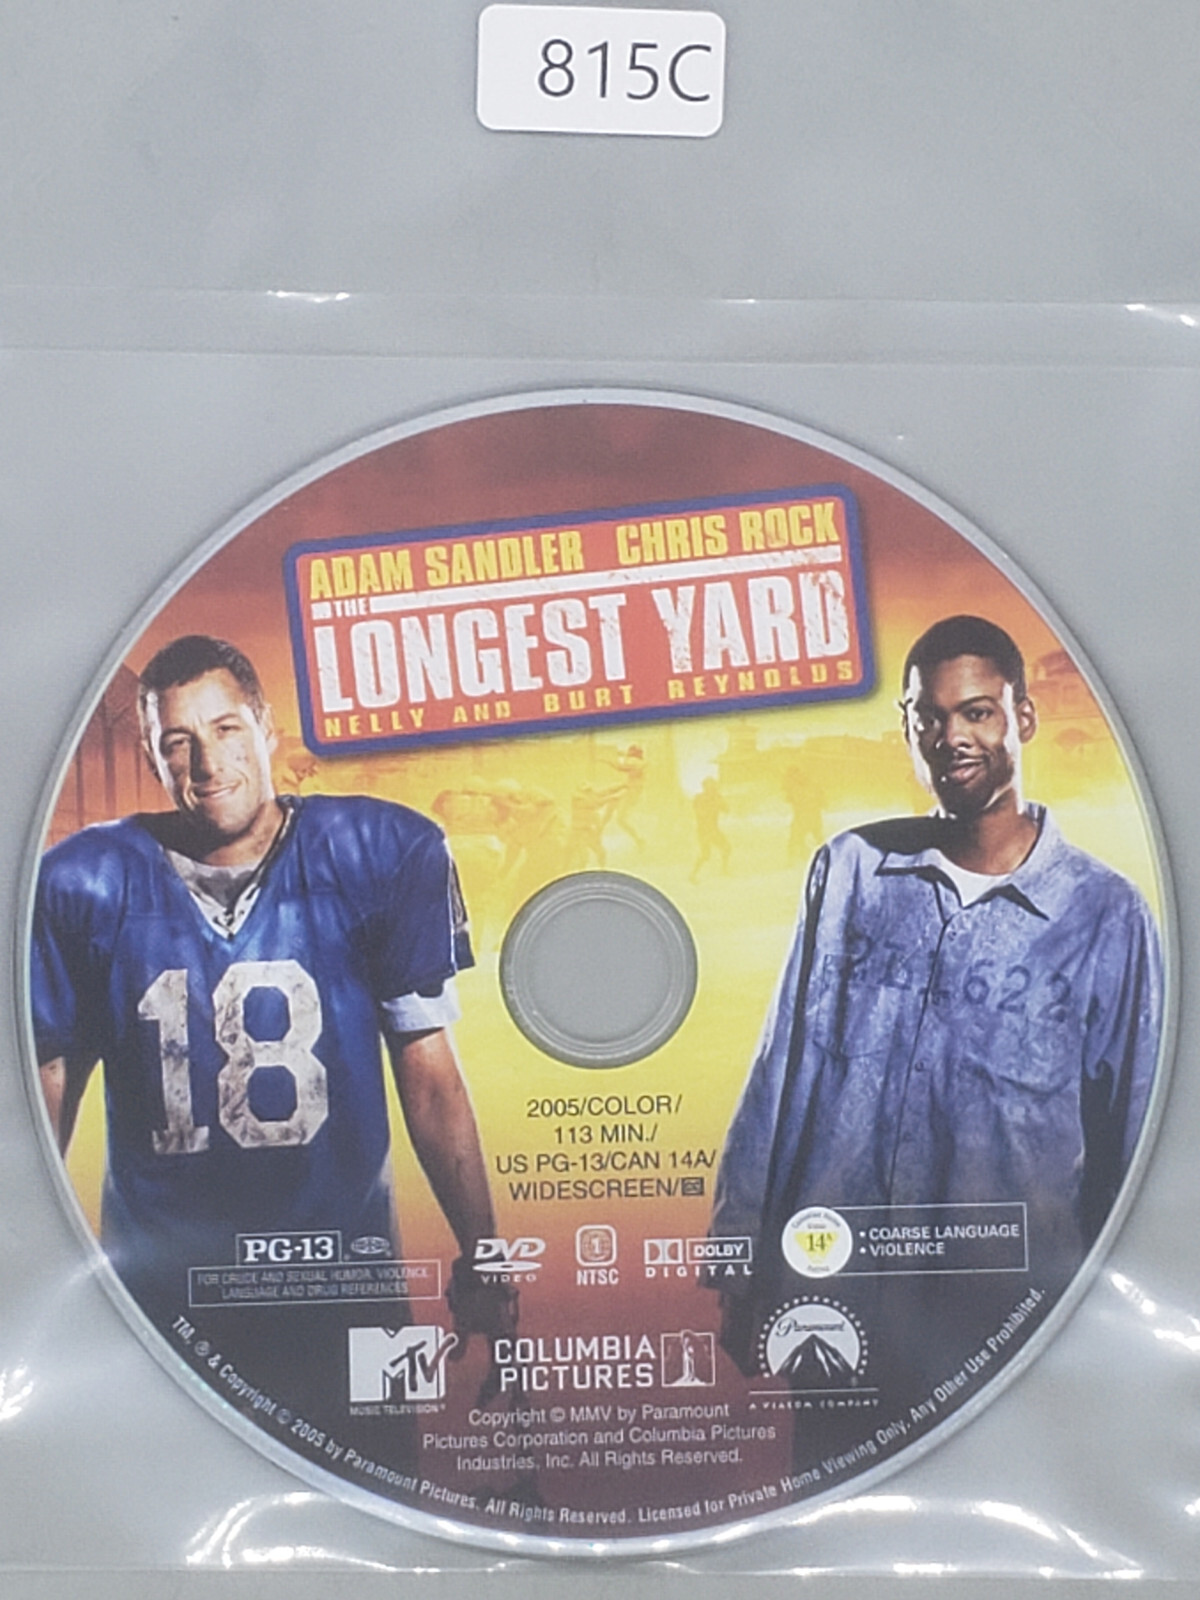 815C
ADAM SANDLER CHRIS ROCK
THE
LONGEST YARD
NELLY AND BURT REYNOLDS
18
622
2005/COLOR/
113 MIN./
US PG-13/CAN 14A/
WIDESCREEN/CC
PG-13
FOR CRUDE AND SEXUAL HUMOR, VIOLENCE,
LANGUAGE AND DRUG REFERENCES
DVD
VIDEO
1
NTSC
DOLBY
DIGITAL
14A
• COARSE LANGUAGE
• VIOLENCE
MTV
MUSIC TELEVISION®
COLUMBIA
PICTURES
Paramount
A VIACOM COMPANY
Copyright © MMV by Paramount
Pictures Corporation and Columbia Pictures
Industries, Inc. All Rights Reserved.
TM, ® & Copyright © 2005 by Paramount Pictures. All Rights Reserved. Licensed for Private Home Viewing Only. Any Other Use Prohibited.